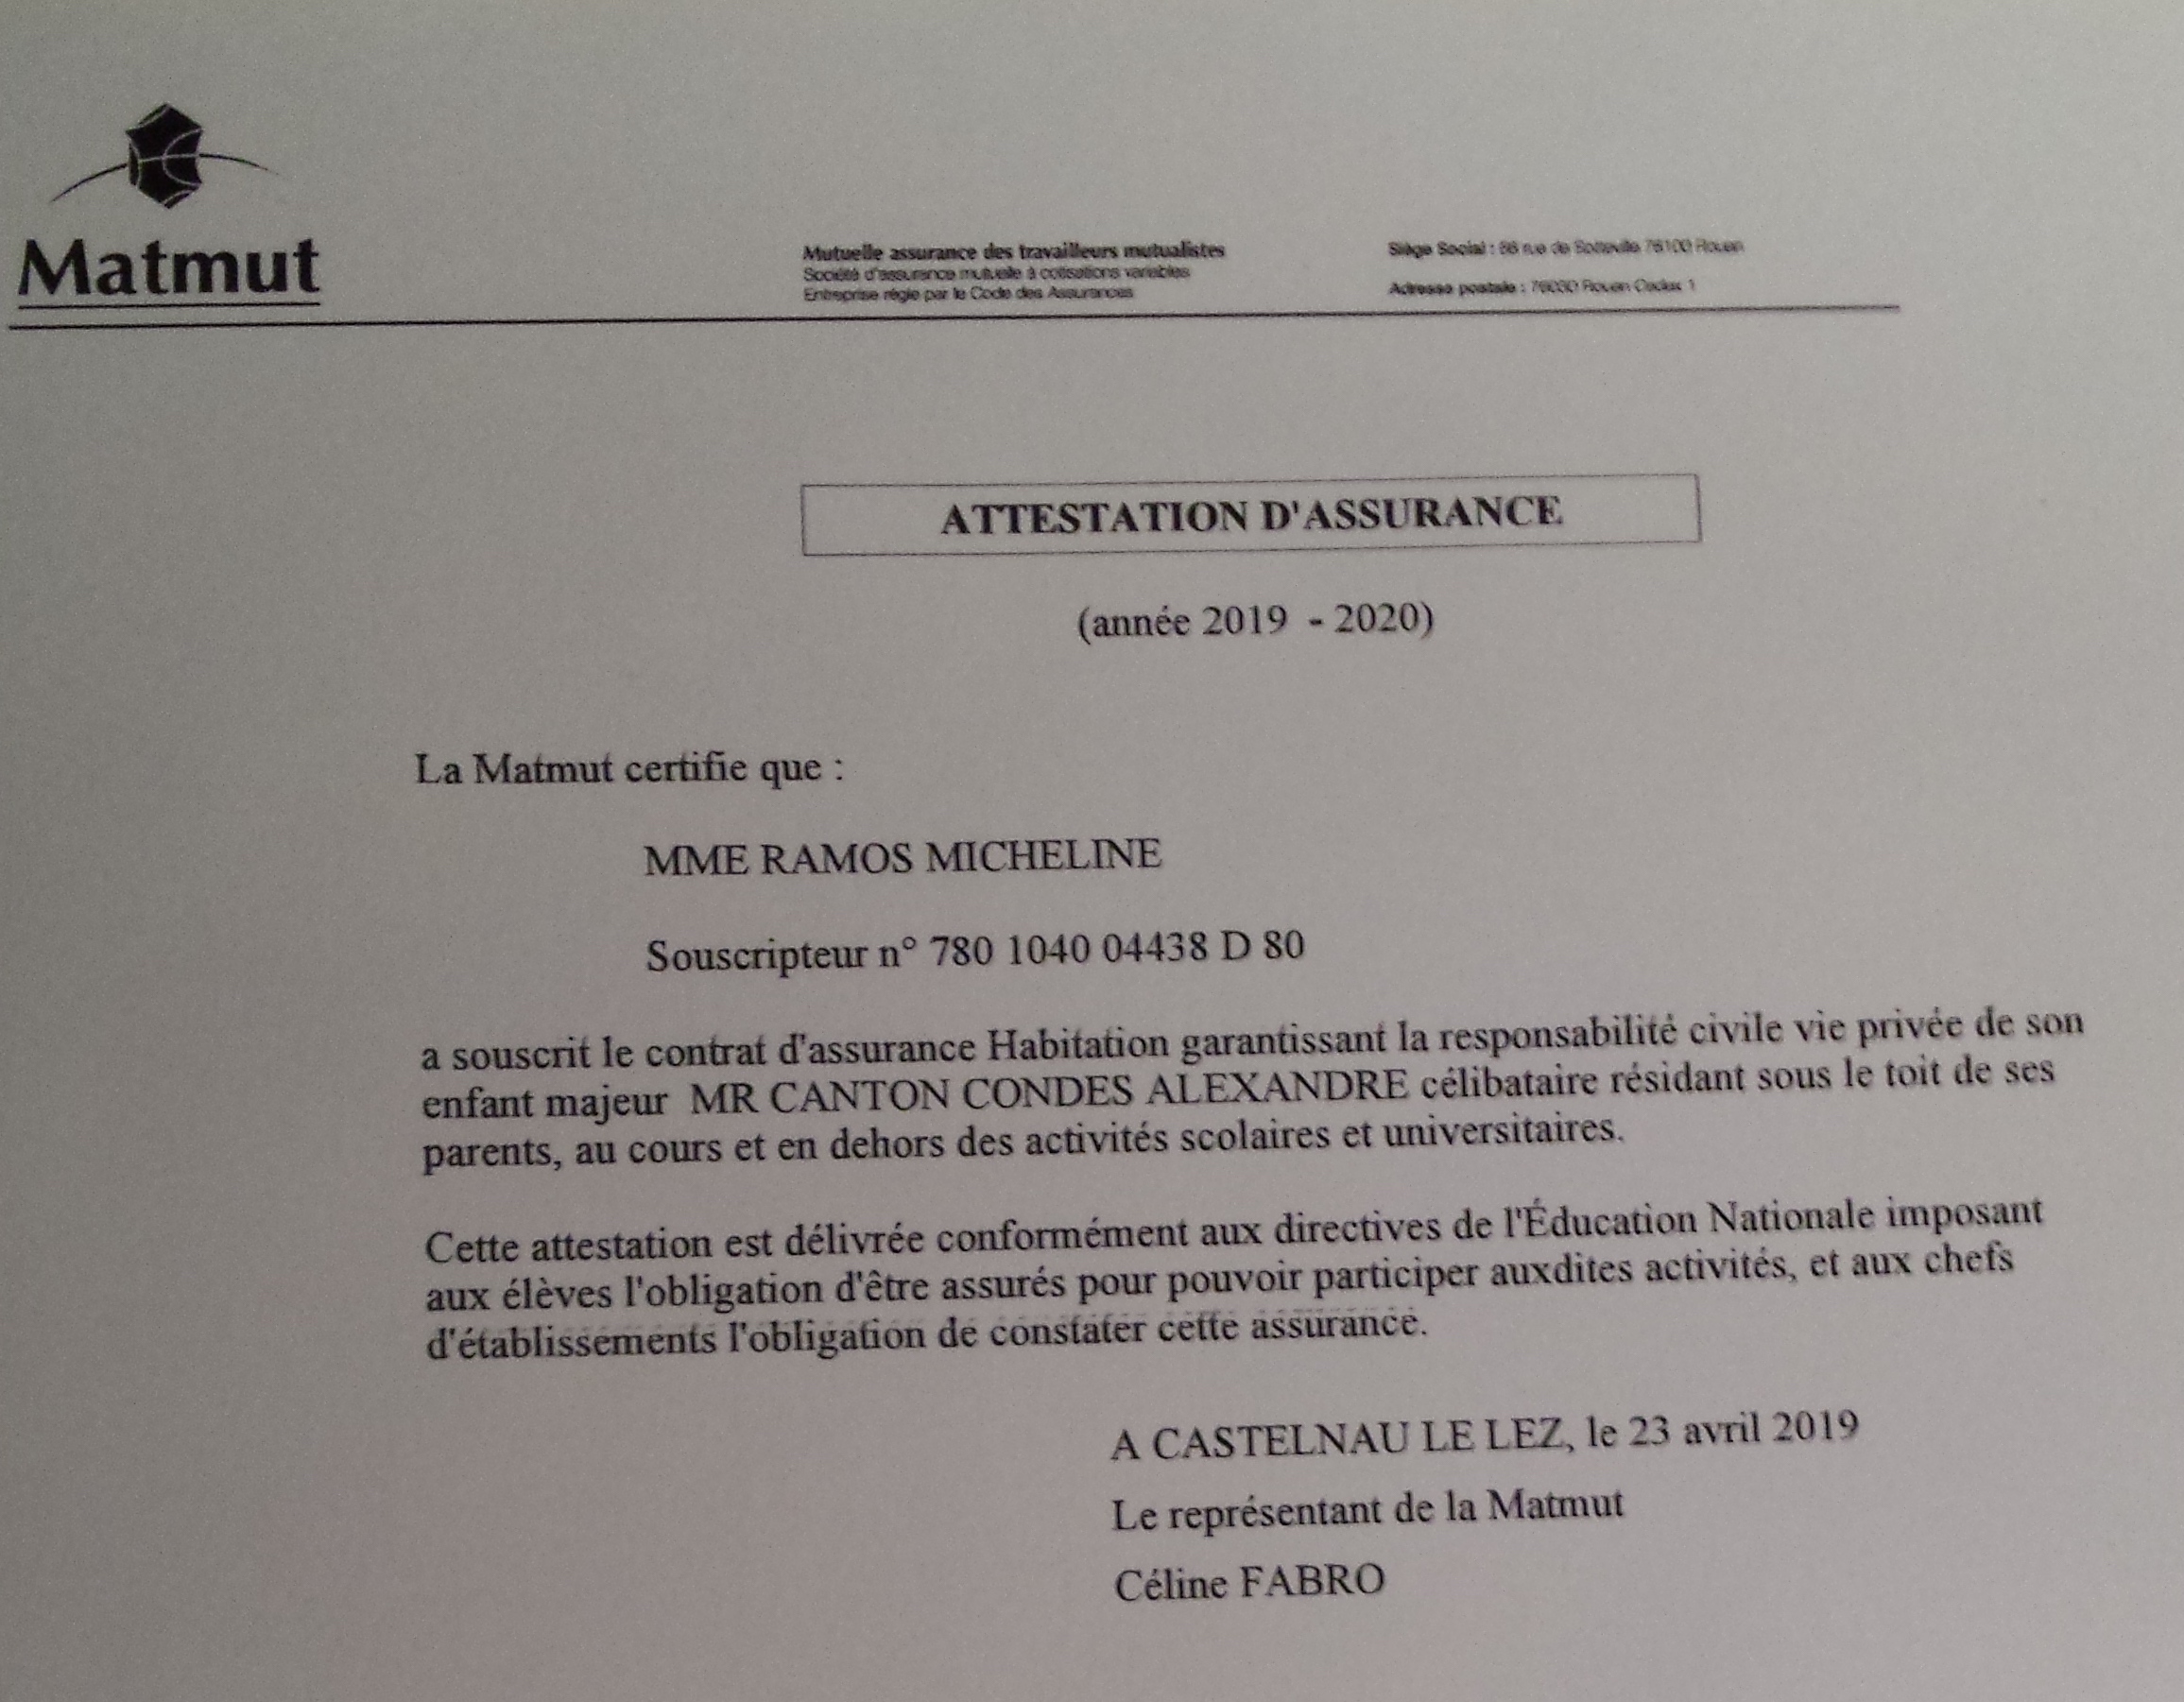 Matmut
Mutuelle assurance des travailleurs mutualistes
Société d'assurance mutuelle à cotisations variables
Entreprise régie par le Code des Assurances
Siège Social : 66 rue de Sotteville 76100 Rouen
Adresse postale : 76030 Rouen Cedex 1
ATTESTATION D'ASSURANCE
(année 2019 - 2020)
La Matmut certifie que :
MME RAMOS MICHELINE
Souscripteur n° 780 1040 04438 D 80
a souscrit le contrat d'assurance Habitation garantissant la responsabilité civile vie privée de son
enfant majeur MR CANTON CONDES ALEXANDRE célibataire résidant sous le toit de ses
parents, au cours et en dehors des activités scolaires et universitaires.
Cette attestation est délivrée conformément aux directives de l'Éducation Nationale imposant
aux élèves l'obligation d'être assurés pour pouvoir participer auxdites activités, et aux chefs
d'établissements l'obligation de constater cette assurance.
A CASTELNAU LE LEZ, le 23 avril 2019
Le représentant de la Matmut
Céline FABRO